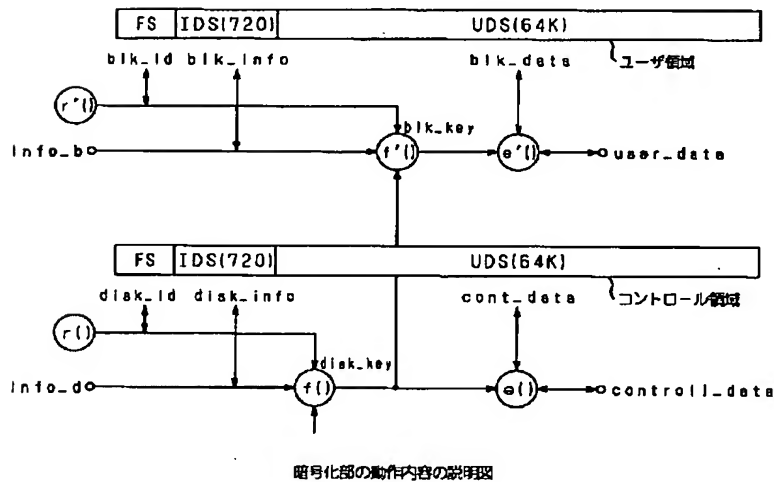 FS IDS(720) UDS(64K)
blk_id blk_info blk_data ユーザ領域
r'()
blk_key
info_b f'() e'() user_data
FS IDS(720) UDS(64K)
disk_id disk_info cont_data コントロール領域
r()
disk_key
info_d f() e() controll_data
暗号化部の動作内容の説明図